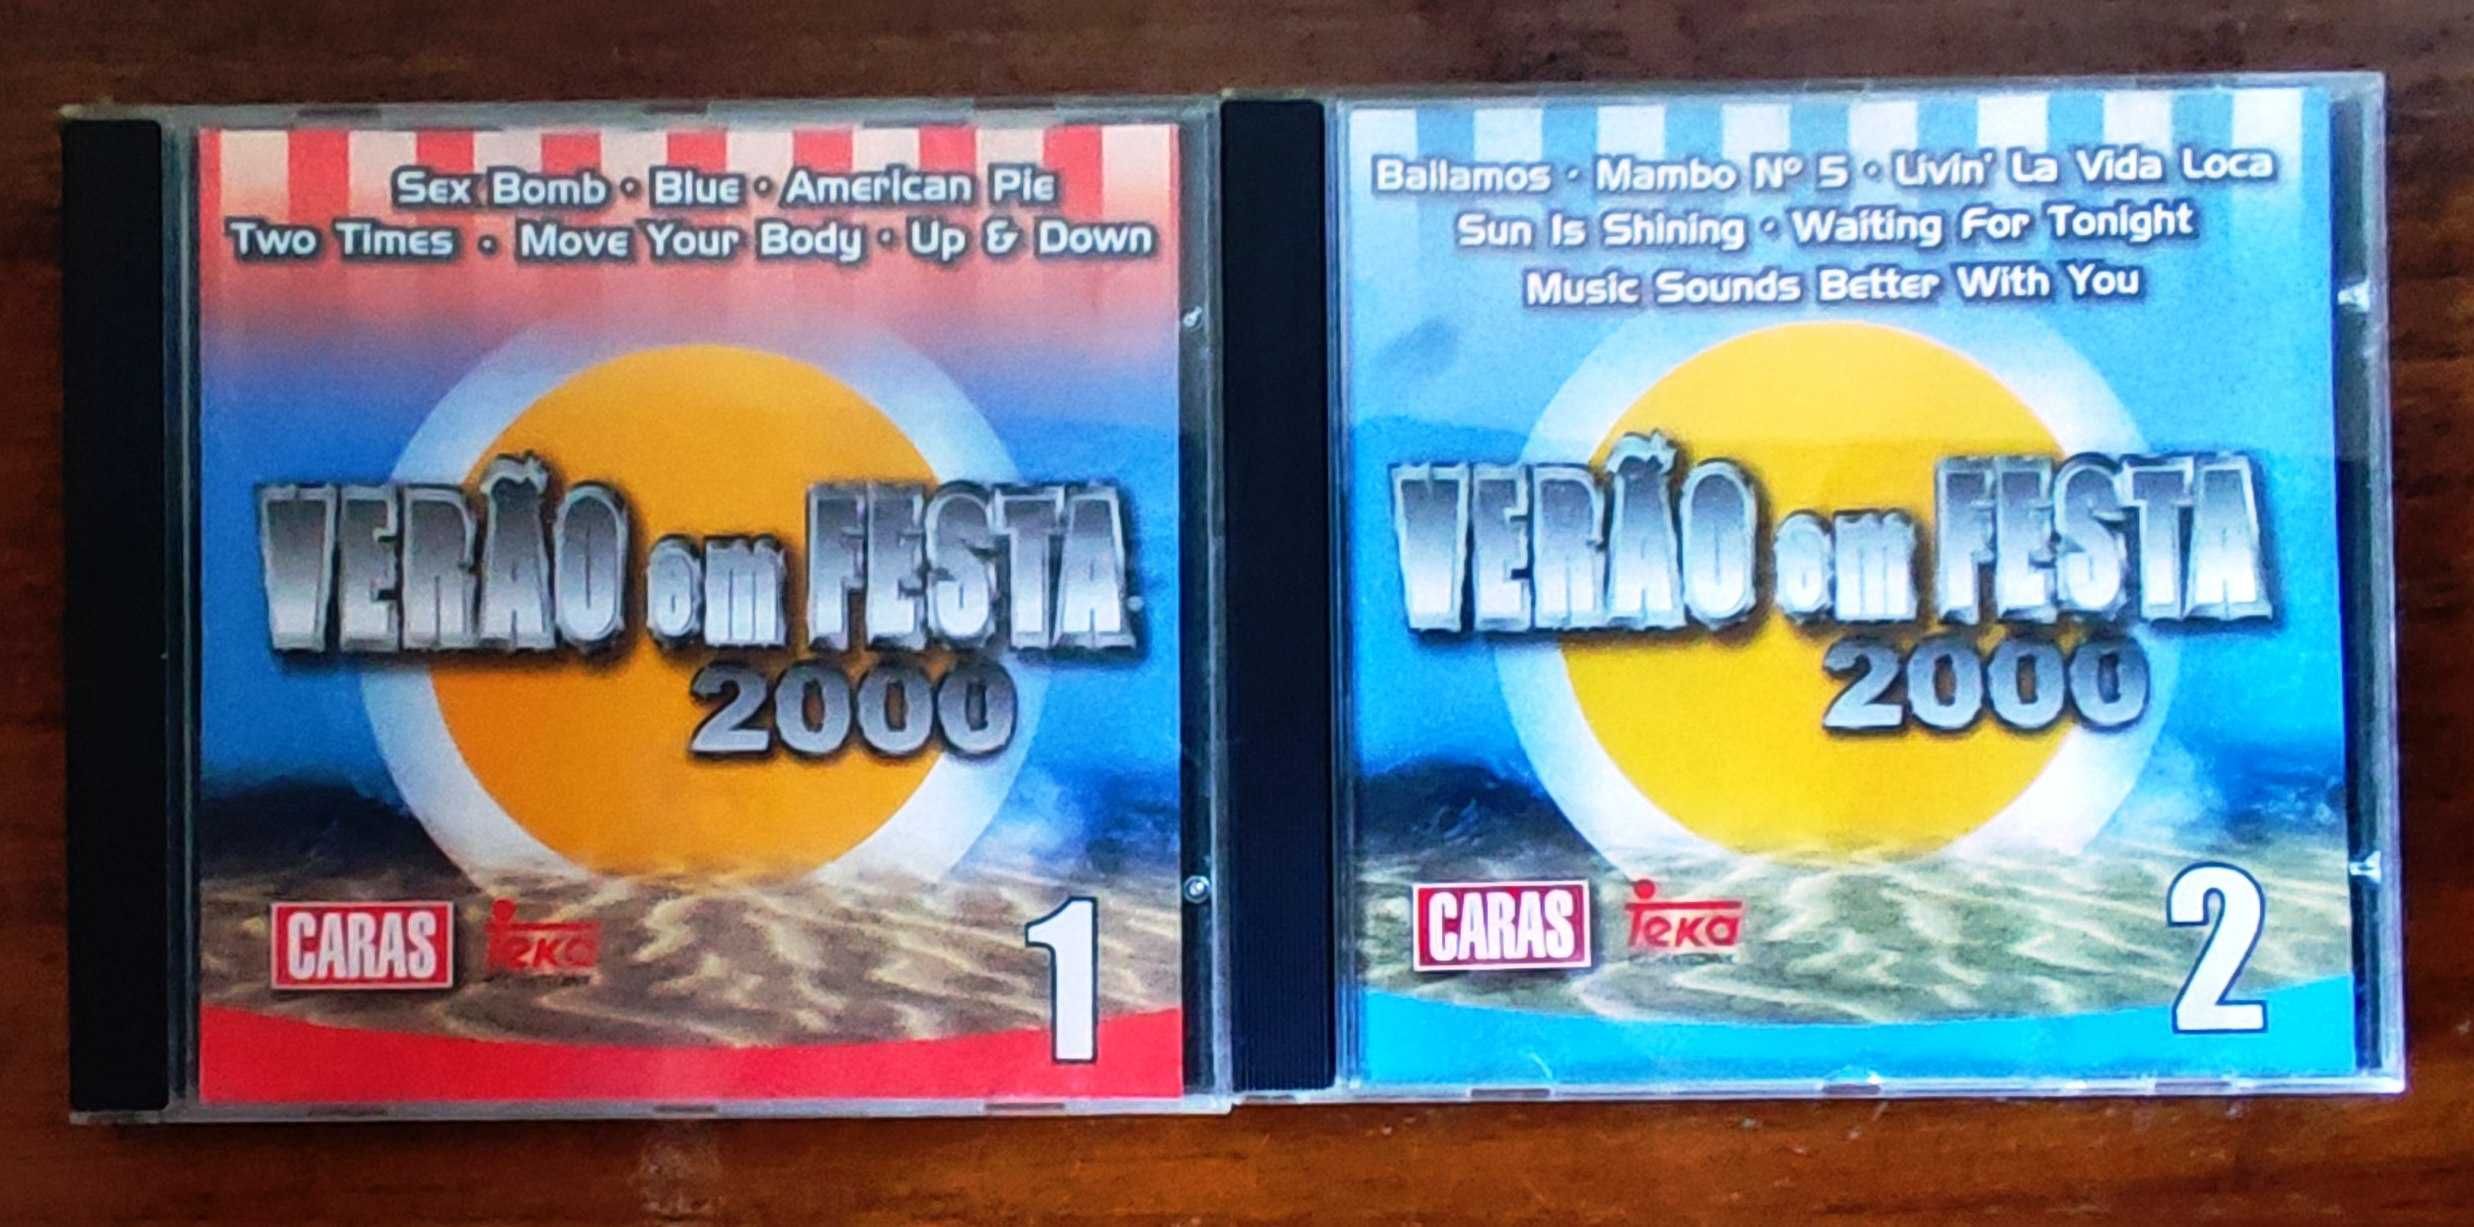 Sex Bomb • Blue • American Pie
Two Times • Move Your Body • Up & Down
VERÃO em FESTA
2000
CARAS
Teka
1
Bailamos • Mambo Nº 5 • Livin' La Vida Loca
Sun Is Shining • Waiting For Tonight
Music Sounds Better With You
VERÃO em FESTA
2000
CARAS
Teka
2